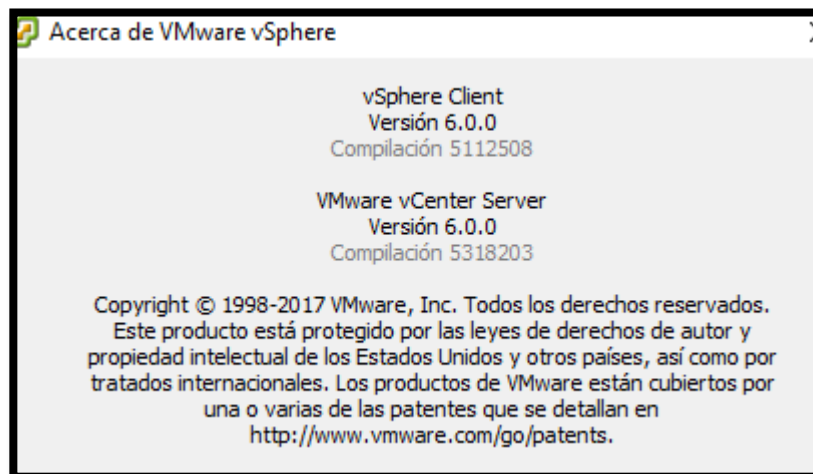 Acerca de VMware vSphere
vSphere Client
Versión 6.0.0
Compilación 5112508
VMware vCenter Server
Versión 6.0.0
Compilación 5318203
Copyright © 1998-2017 VMware, Inc. Todos los derechos reservados.
Este producto está protegido por las leyes de derechos de autor y
propiedad intelectual de los Estados Unidos y otros países, así como por
tratados internacionales. Los productos de VMware están cubiertos por
una o varias de las patentes que se detallan en
http://www.vmware.com/go/patents.